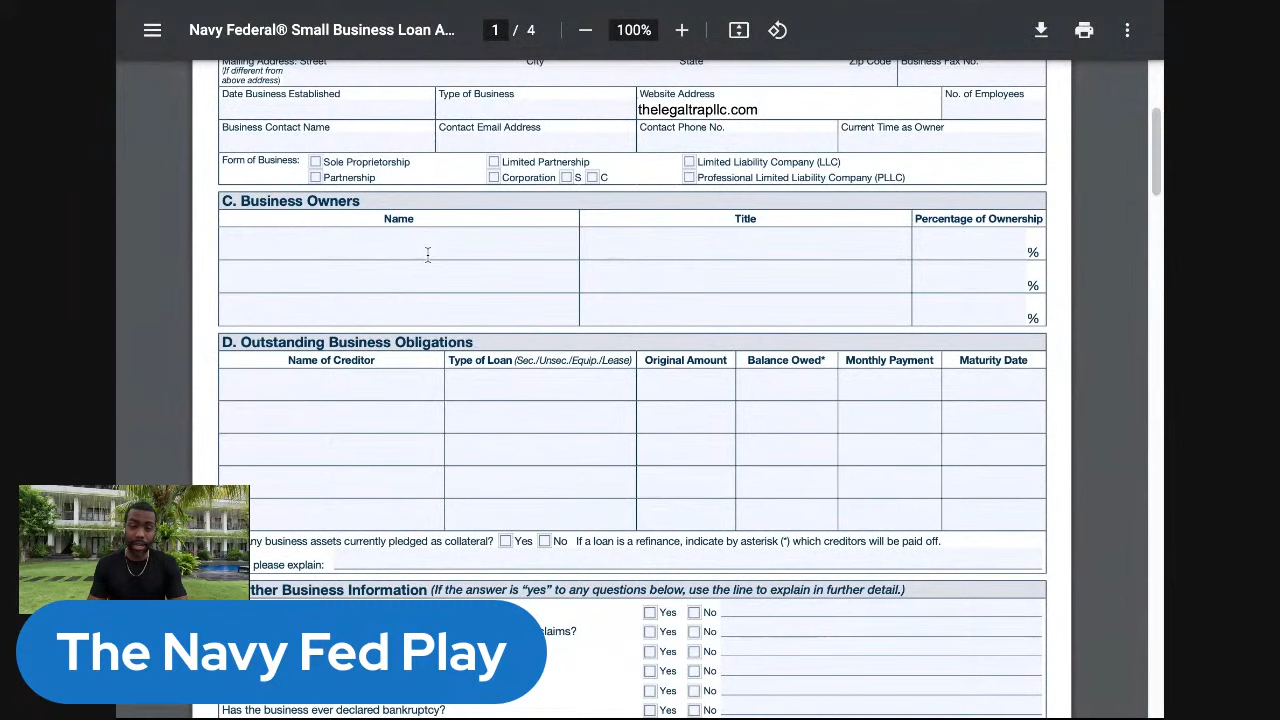 Navy Federal® Small Business Loan A...
1 / 4
100%
Mailing Address: Street City State Zip Code Business Fax No.
(If different from
above address)
Date Business Established Type of Business Website Address No. of Employees
thelegaltrapllc.com
Business Contact Name Contact Email Address Contact Phone No. Current Time as Owner
Form of Business: Sole Proprietorship Limited Partnership Limited Liability Company (LLC)
Partnership Corporation S C Professional Limited Liability Company (PLLC)
C. Business Owners
Name Title Percentage of Ownership
%
%
%
D. Outstanding Business Obligations
Name of Creditor Type of Loan (Sec./Unsec./Equip./Lease) Original Amount Balance Owed* Monthly Payment Maturity Date
ny business assets currently pledged as collateral? Yes No If a loan is a refinance, indicate by asterisk (*) which creditors will be paid off.
please explain:
ther Business Information (If the answer is “yes” to any questions below, use the line to explain in further detail.)
Yes No
claims? Yes No
Yes No
Yes No
Yes No
Has the business ever declared bankruptcy? Yes No
The Navy Fed Play